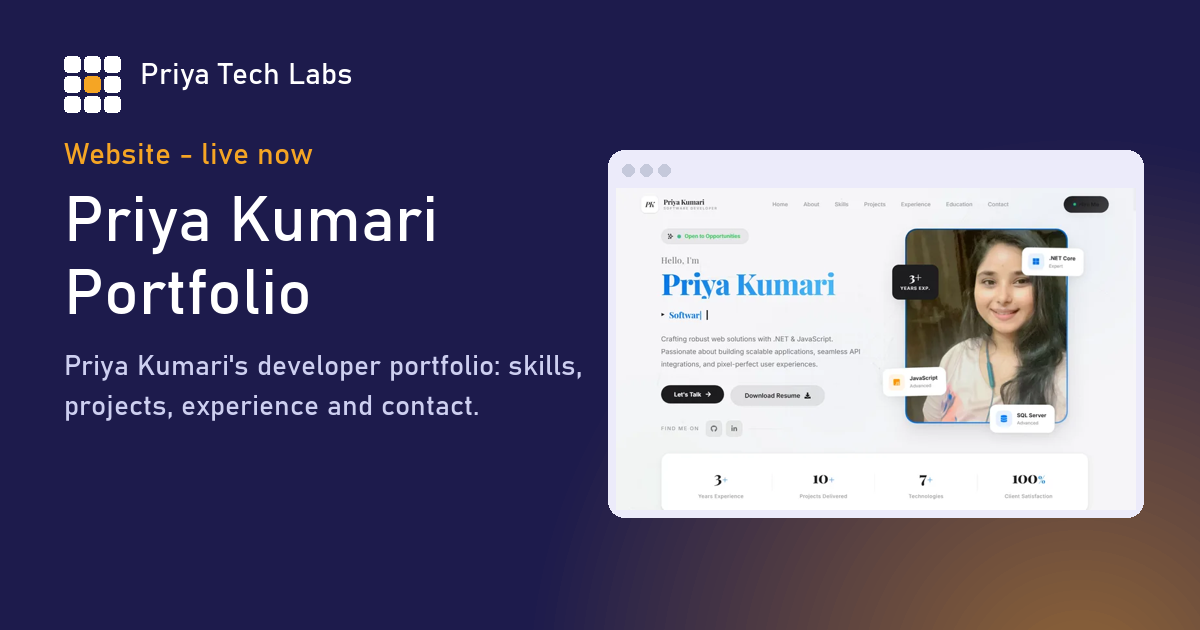 Priya Tech Labs
Website - live now
Priya Kumari
Portfolio
Priya Kumari's developer portfolio: skills,
projects, experience and contact.
PK
Priya Kumari
SOFTWARE DEVELOPER
Home About Skills Projects Experience Education Contact
Open to Opportunities
Hello, I'm
Priya Kumari
Softwar|
Crafting robust web solutions with .NET & JavaScript.
Passionate about building scalable applications, seamless API
integrations, and pixel-perfect user experiences.
Let's Talk →
Download Resume
FIND ME ON
in
3+
YEARS EXP.
.NET Core
Expert
JavaScript
Advanced
SQL Server
Advanced
3+
Years Experience
10+
Projects Delivered
7+
Technologies
100%
Client Satisfaction